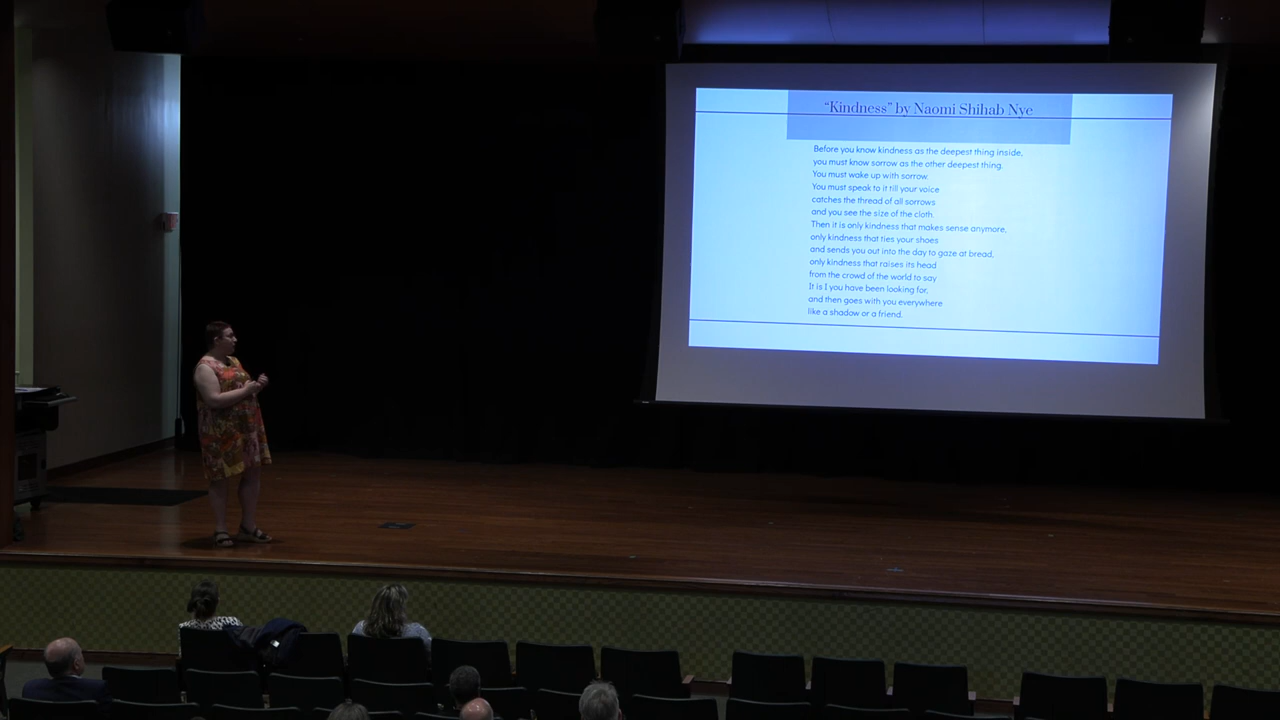 “Kindness” by Naomi Shihab Nye
Before you know kindness as the deepest thing inside,
you must know sorrow as the other deepest thing.
You must wake up with sorrow.
You must speak to it till your voice
catches the thread of all sorrows
and you see the size of the cloth.
Then it is only kindness that makes sense anymore,
only kindness that ties your shoes
and sends you out into the day to gaze at bread,
only kindness that raises its head
from the crowd of the world to say
It is I you have been looking for,
and then goes with you everywhere
like a shadow or a friend.